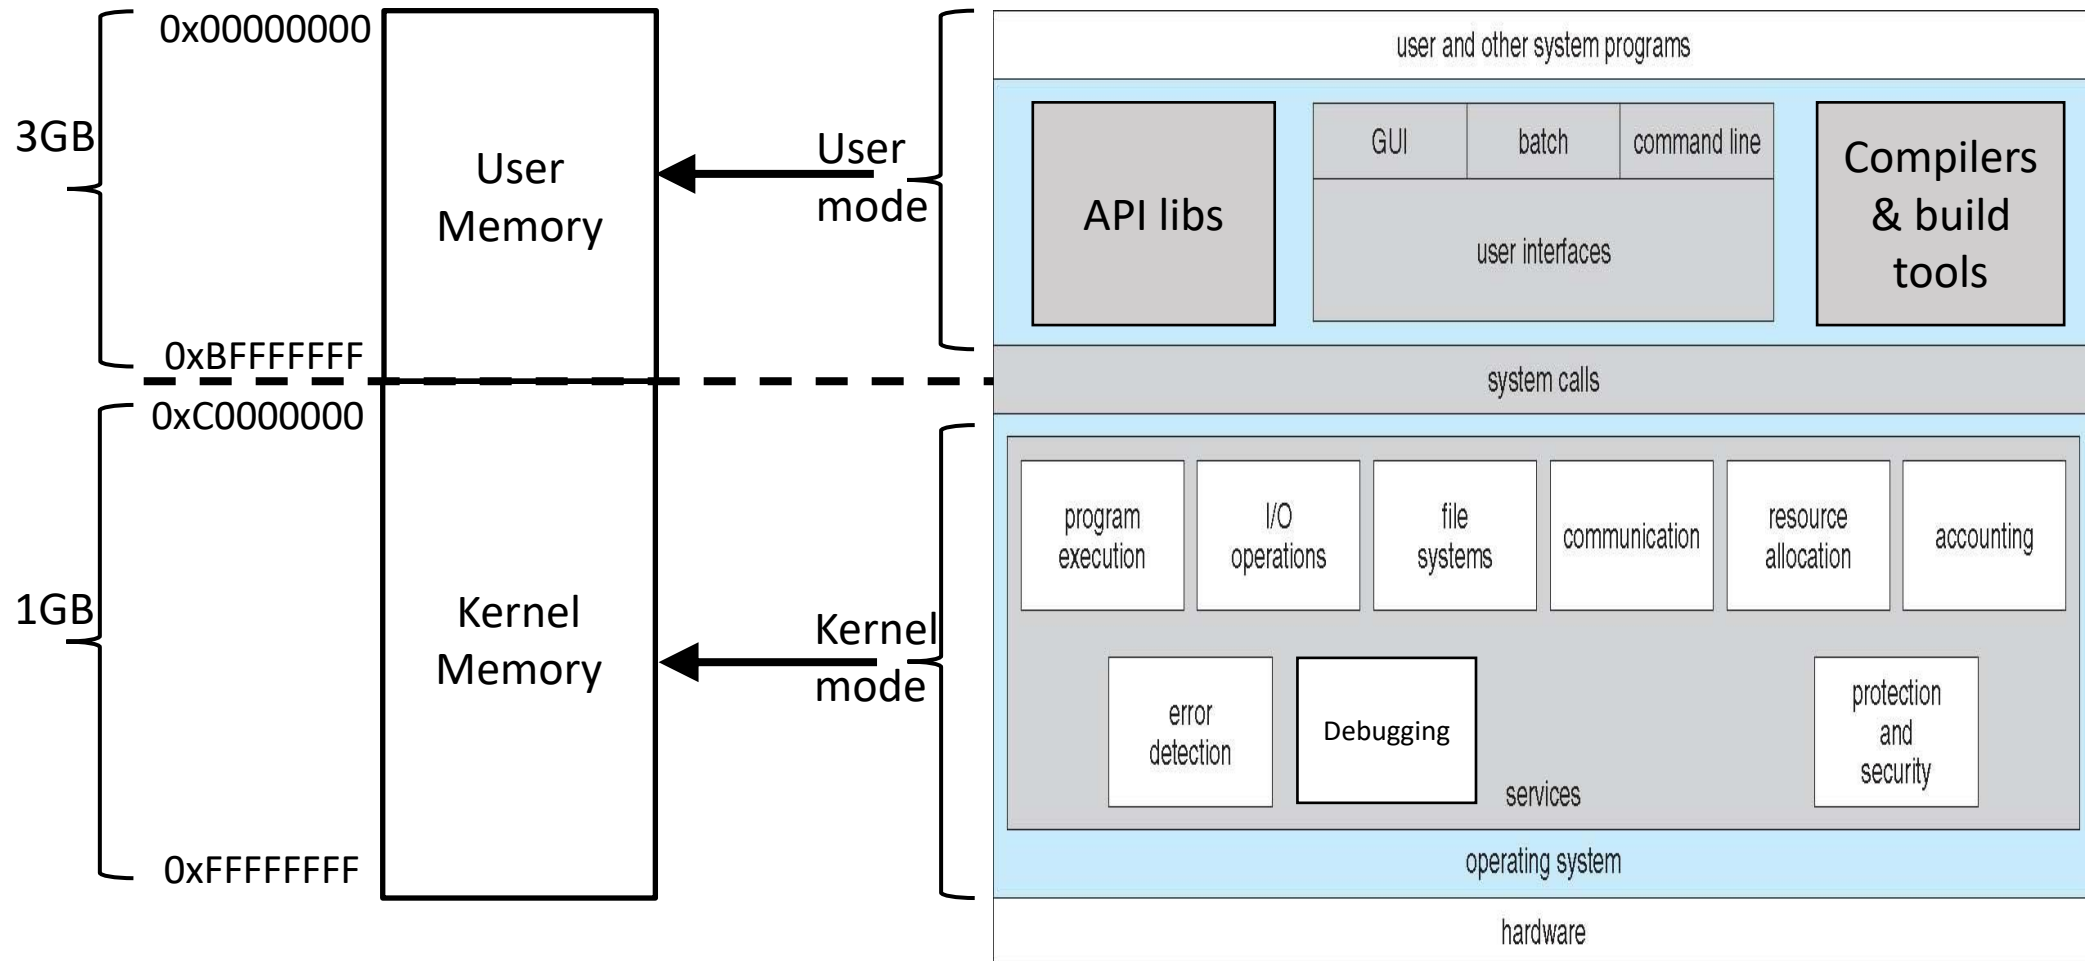 0x00000000
3GB
0xBFFFFFFF
0xC0000000
1GB
0xFFFFFFFF
User
Memory
Kernel
Memory
User
mode
Kernel
mode
user and other system programs
API libs
GUI
batch
command line
user interfaces
Compilers
& build
tools
system calls
program
execution
I/O
operations
file
systems
communication
resource
allocation
accounting
error
detection
Debugging
protection
and
security
services
operating system
hardware